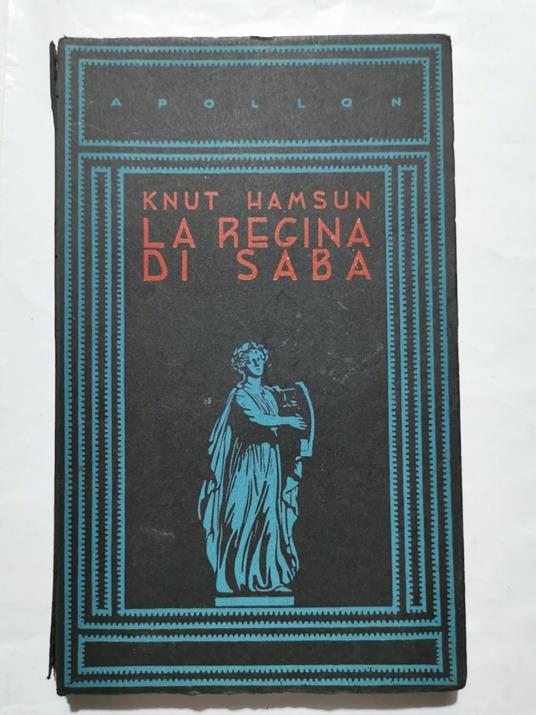 APOLLON
KNUT HAMSUN
LA REGINA
DI SABA